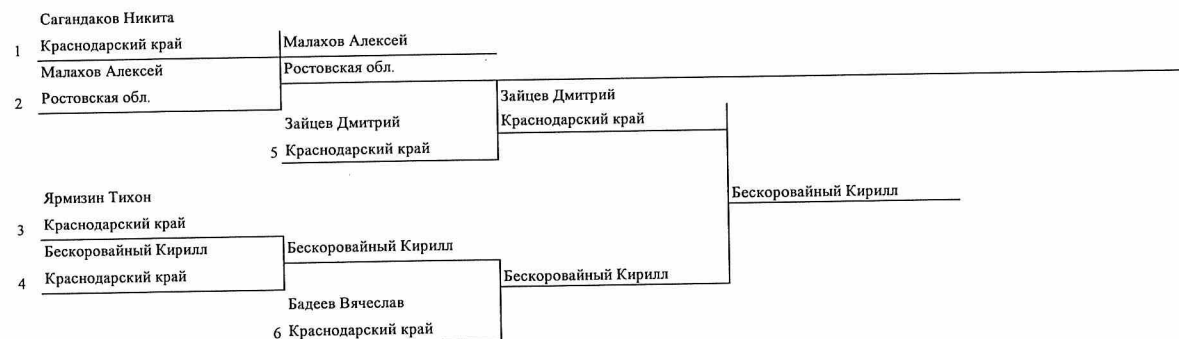 Сагандаков Никита
1 Краснодарский край
Малахов Алексей
Малахов Алексей
Ростовская обл.
2 Ростовская обл.
Зайцев Дмитрий
Краснодарский край
Зайцев Дмитрий
5 Краснодарский край
Бескоровайный Кирилл
Ярмизин Тихон
3 Краснодарский край
Бескоровайный Кирилл
Бескоровайный Кирилл
4 Краснодарский край
Бескоровайный Кирилл
Бадеев Вячеслав
6 Краснодарский край